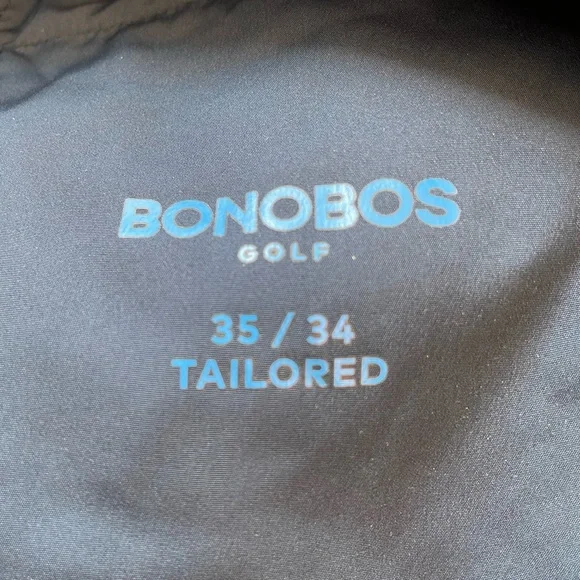 BONOBOS
GOLF
35 / 34
TAILORED